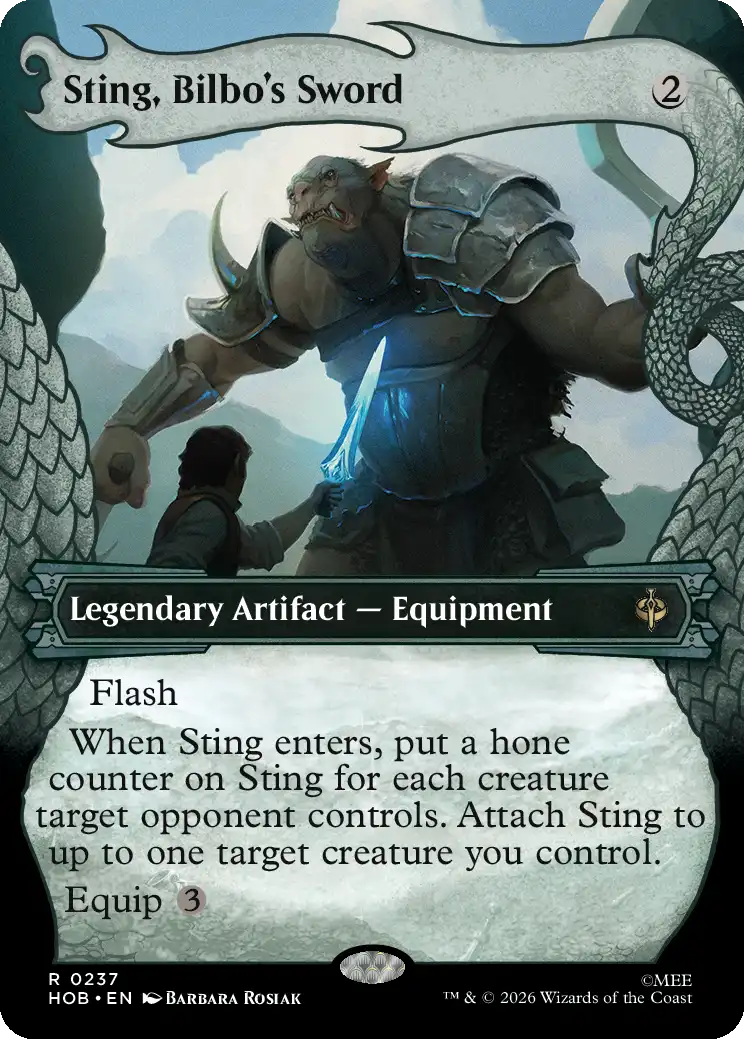 Sting, Bilbo's Sword
2
Legendary Artifact — Equipment
Flash
When Sting enters, put a hone
counter on Sting for each creature
target opponent controls. Attach Sting to
up to one target creature you control.
Equip 3
R 0237
©MEE
HOB • EN Barbara Rosiak
™ & © 2026 Wizards of the Coast